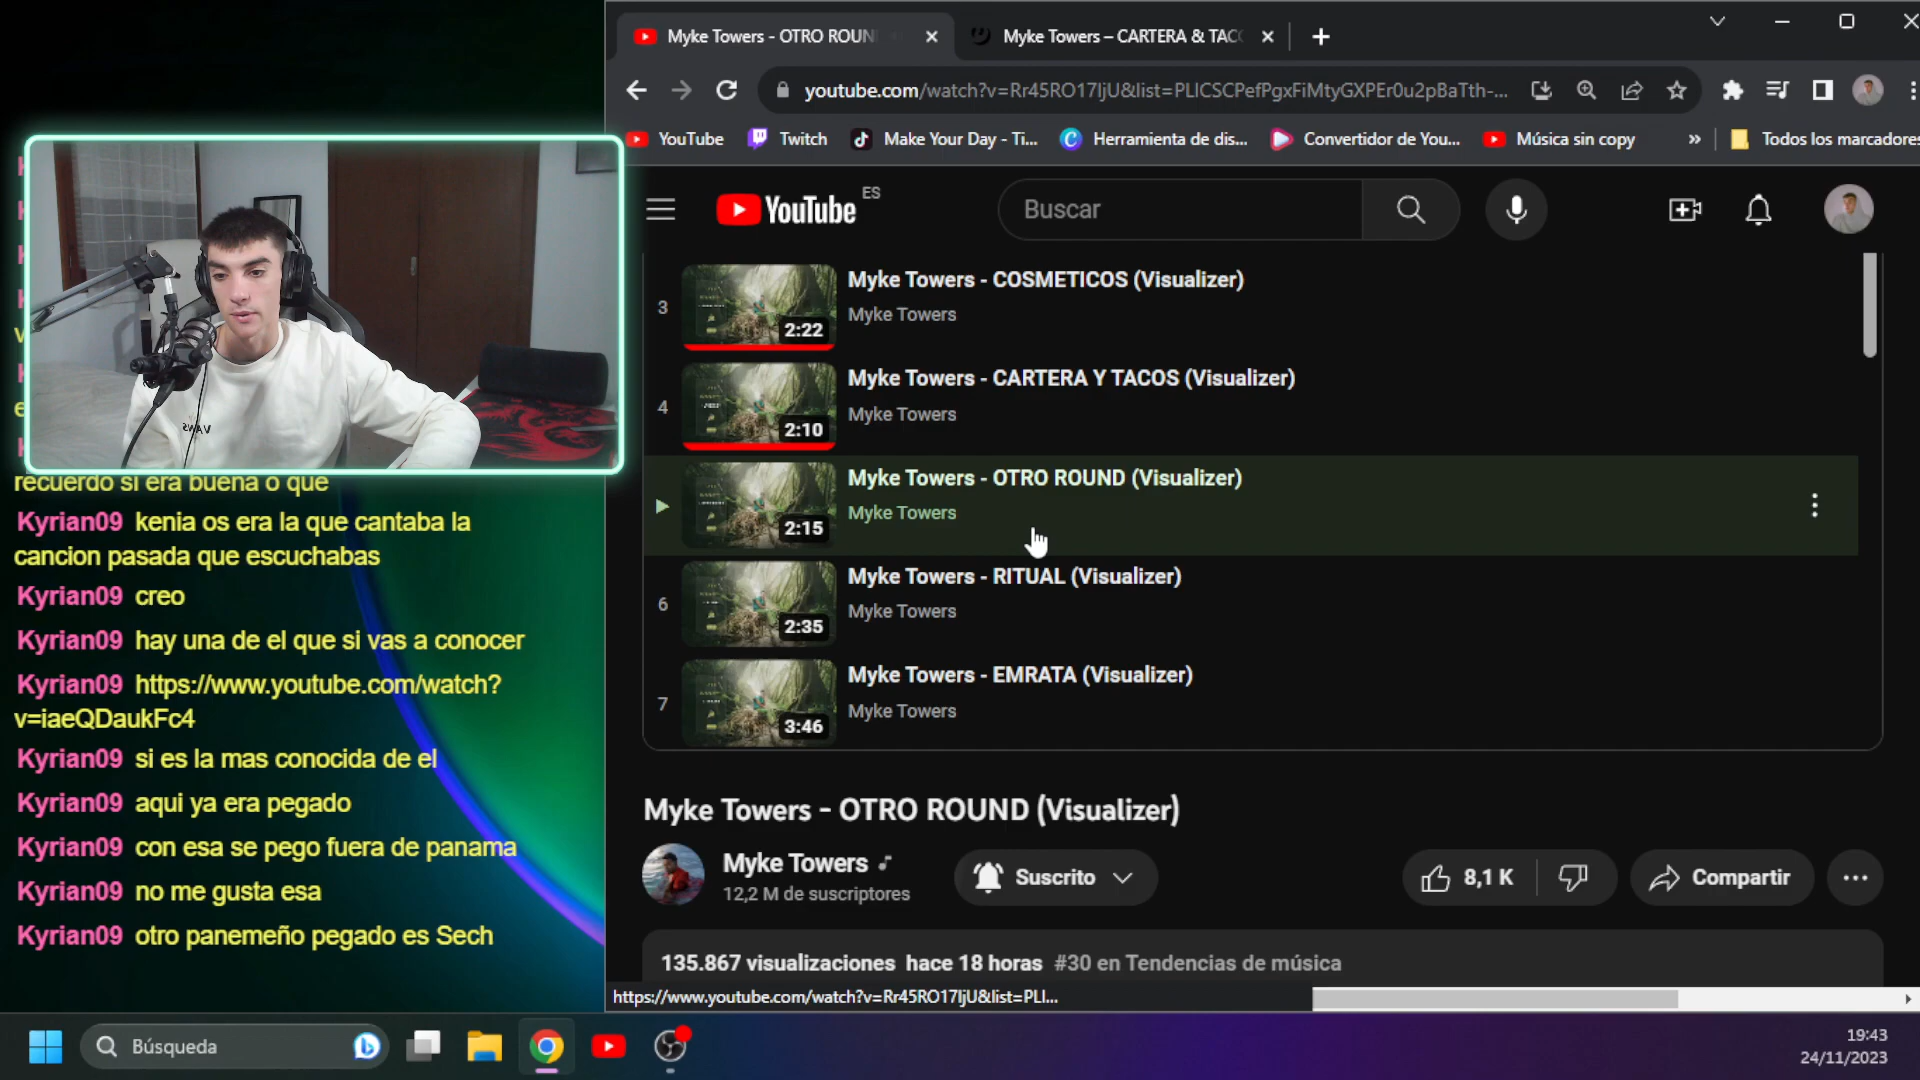 Myke Towers - OTRO ROUN
Myke Towers – CARTERA & TAC
youtube.com/watch?v=Rr45RO17IjU&list=PLICSCPefPgxFiMtyGXPEr0u2pBaTth-...
YouTube
Twitch
Make Your Day - Ti...
Herramienta de dis...
Convertidor de You...
Música sin copy
»
Todos los marcadores
YouTube ES
Buscar
3
2:22
Myke Towers - COSMETICOS (Visualizer)
Myke Towers
4
2:10
Myke Towers - CARTERA Y TACOS (Visualizer)
Myke Towers
2:15
Myke Towers - OTRO ROUND (Visualizer)
Myke Towers
6
2:35
Myke Towers - RITUAL (Visualizer)
Myke Towers
7
3:46
Myke Towers - EMRATA (Visualizer)
Myke Towers
Myke Towers - OTRO ROUND (Visualizer)
Myke Towers
12,2 M de suscriptores
Suscrito
8,1 K
Compartir
135.867 visualizaciones hace 18 horas #30 en Tendencias de música
https://www.youtube.com/watch?v=Rr45RO17IjU&list=PLI...
VANS
recuerdo si era buena o que
Kyrian09 kenia os era la que cantaba la
cancion pasada que escuchabas
Kyrian09 creo
Kyrian09 hay una de el que si vas a conocer
Kyrian09 https://www.youtube.com/watch?
v=iaeQDaukFc4
Kyrian09 si es la mas conocida de el
Kyrian09 aqui ya era pegado
Kyrian09 con esa se pego fuera de panama
Kyrian09 no me gusta esa
Kyrian09 otro panemeño pegado es Sech
Búsqueda
19:43
24/11/2023